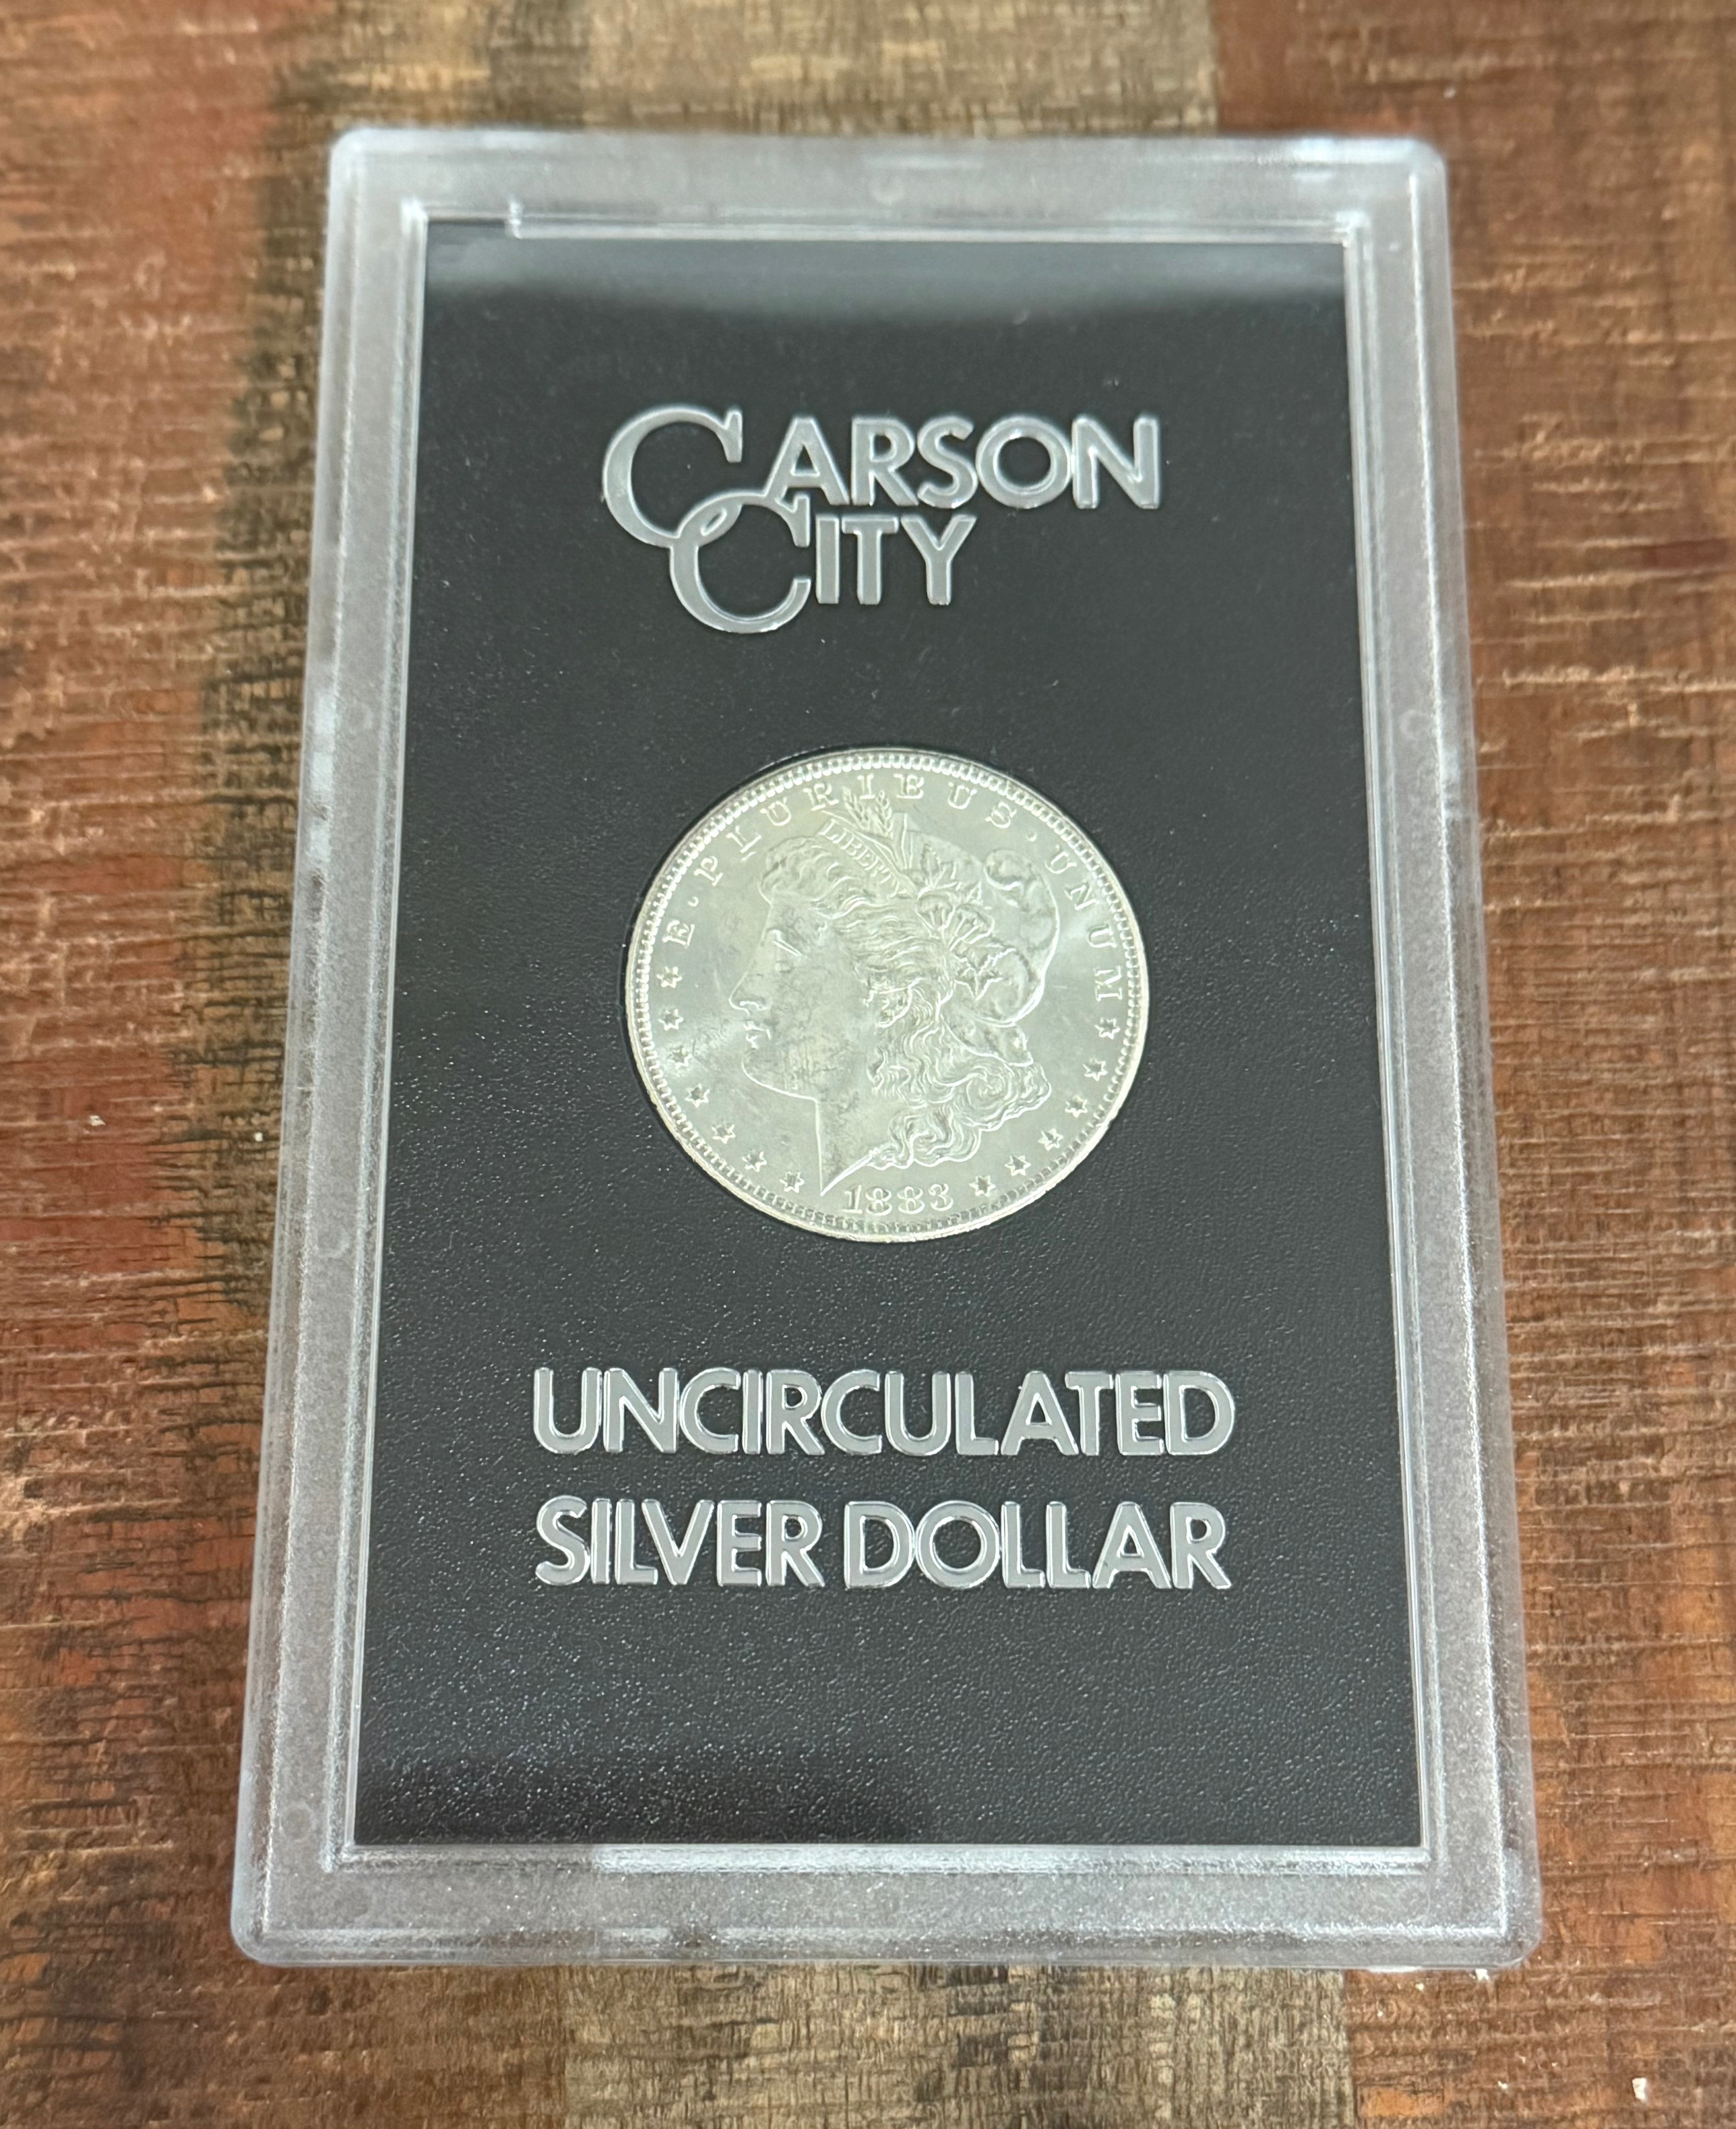 CARSON
CITY
E · PLURIBUS · UNUM
LIBERTY
1883
UNCIRCULATED
SILVER DOLLAR